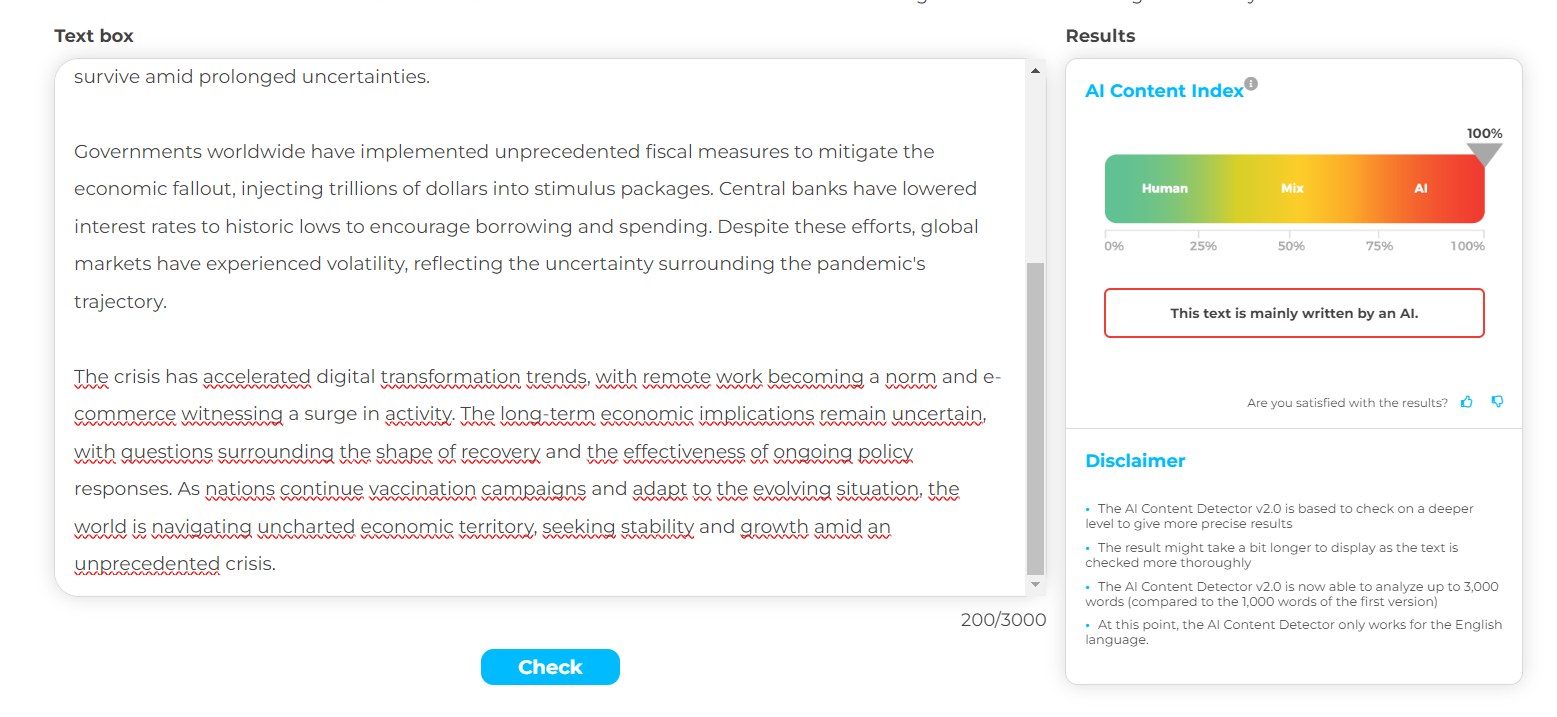 Text box
survive amid prolonged uncertainties.
Governments worldwide have implemented unprecedented fiscal measures to mitigate the
economic fallout, injecting trillions of dollars into stimulus packages. Central banks have lowered
interest rates to historic lows to encourage borrowing and spending. Despite these efforts, global
markets have experienced volatility, reflecting the uncertainty surrounding the pandemic's
trajectory.
The crisis has accelerated digital transformation trends, with remote work becoming a norm and e-
commerce witnessing a surge in activity. The long-term economic implications remain uncertain,
with questions surrounding the shape of recovery and the effectiveness of ongoing policy
responses. As nations continue vaccination campaigns and adapt to the evolving situation, the
world is navigating uncharted economic territory, seeking stability and growth amid an
unprecedented crisis.
200/3000
Check
Results
AI Content Index
100%
Human Mix AI
0% 25% 50% 75% 100%
This text is mainly written by an AI.
Are you satisfied with the results?
Disclaimer
• The AI Content Detector v2.0 is based to check on a deeper
level to give more precise results
• The result might take a bit longer to display as the text is
checked more thoroughly
• The AI Content Detector v2.0 is now able to analyze up to 3,000
words (compared to the 1,000 words of the first version)
• At this point, the AI Content Detector only works for the English
language.